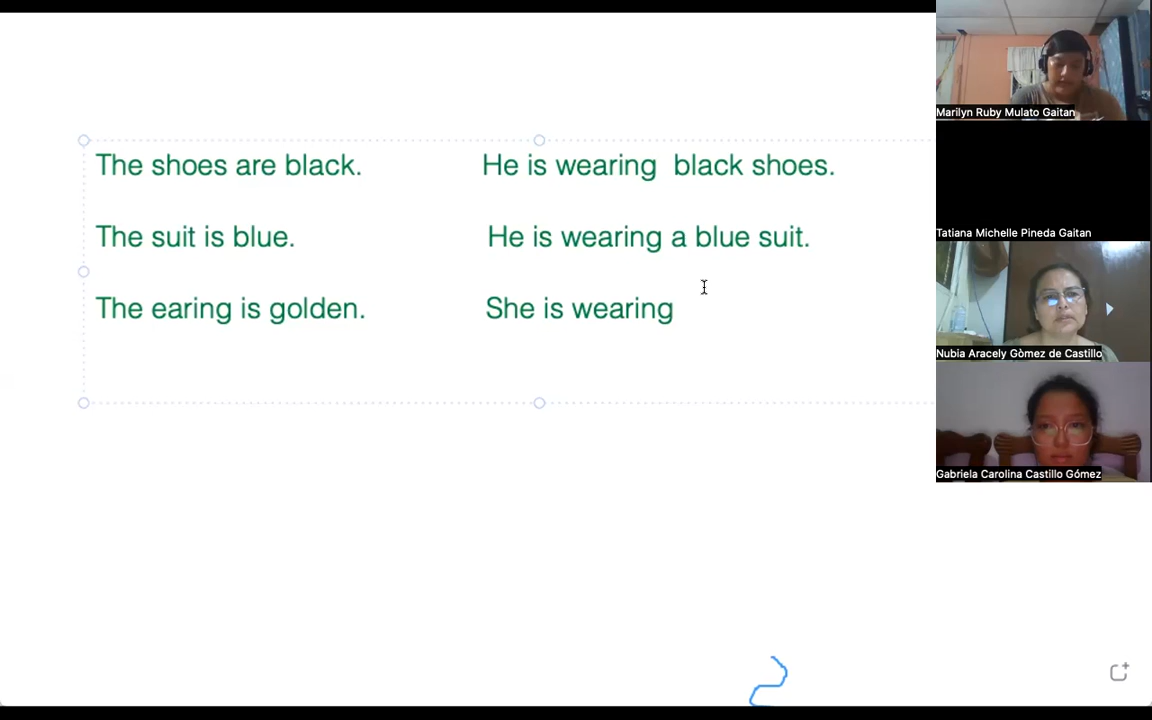 The shoes are black. He is wearing  black shoes.
The suit is blue. He is wearing a blue suit.
The earing is golden. She is wearing
Marilyn Ruby Mulato Gaitan
Tatiana Michelle Pineda Gaitan
Nubia Aracely Gòmez de Castillo
Gabriela Carolina Castillo Gómez
2